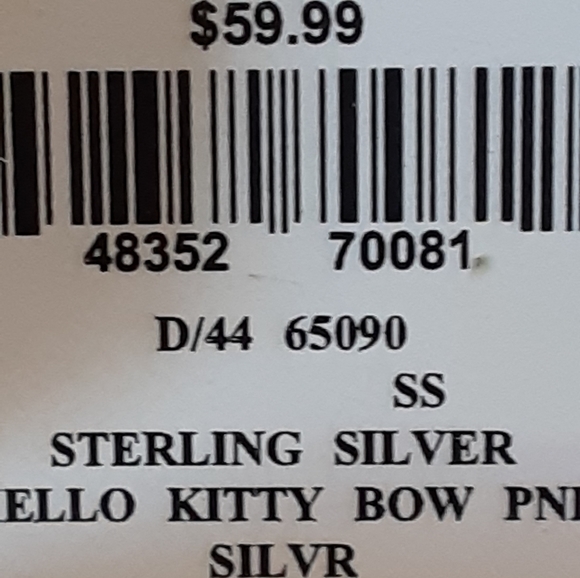 $59.99
48352 70081
D/44 65090
SS
STERLING SILVER
ELLO KITTY BOW PN
SILVR